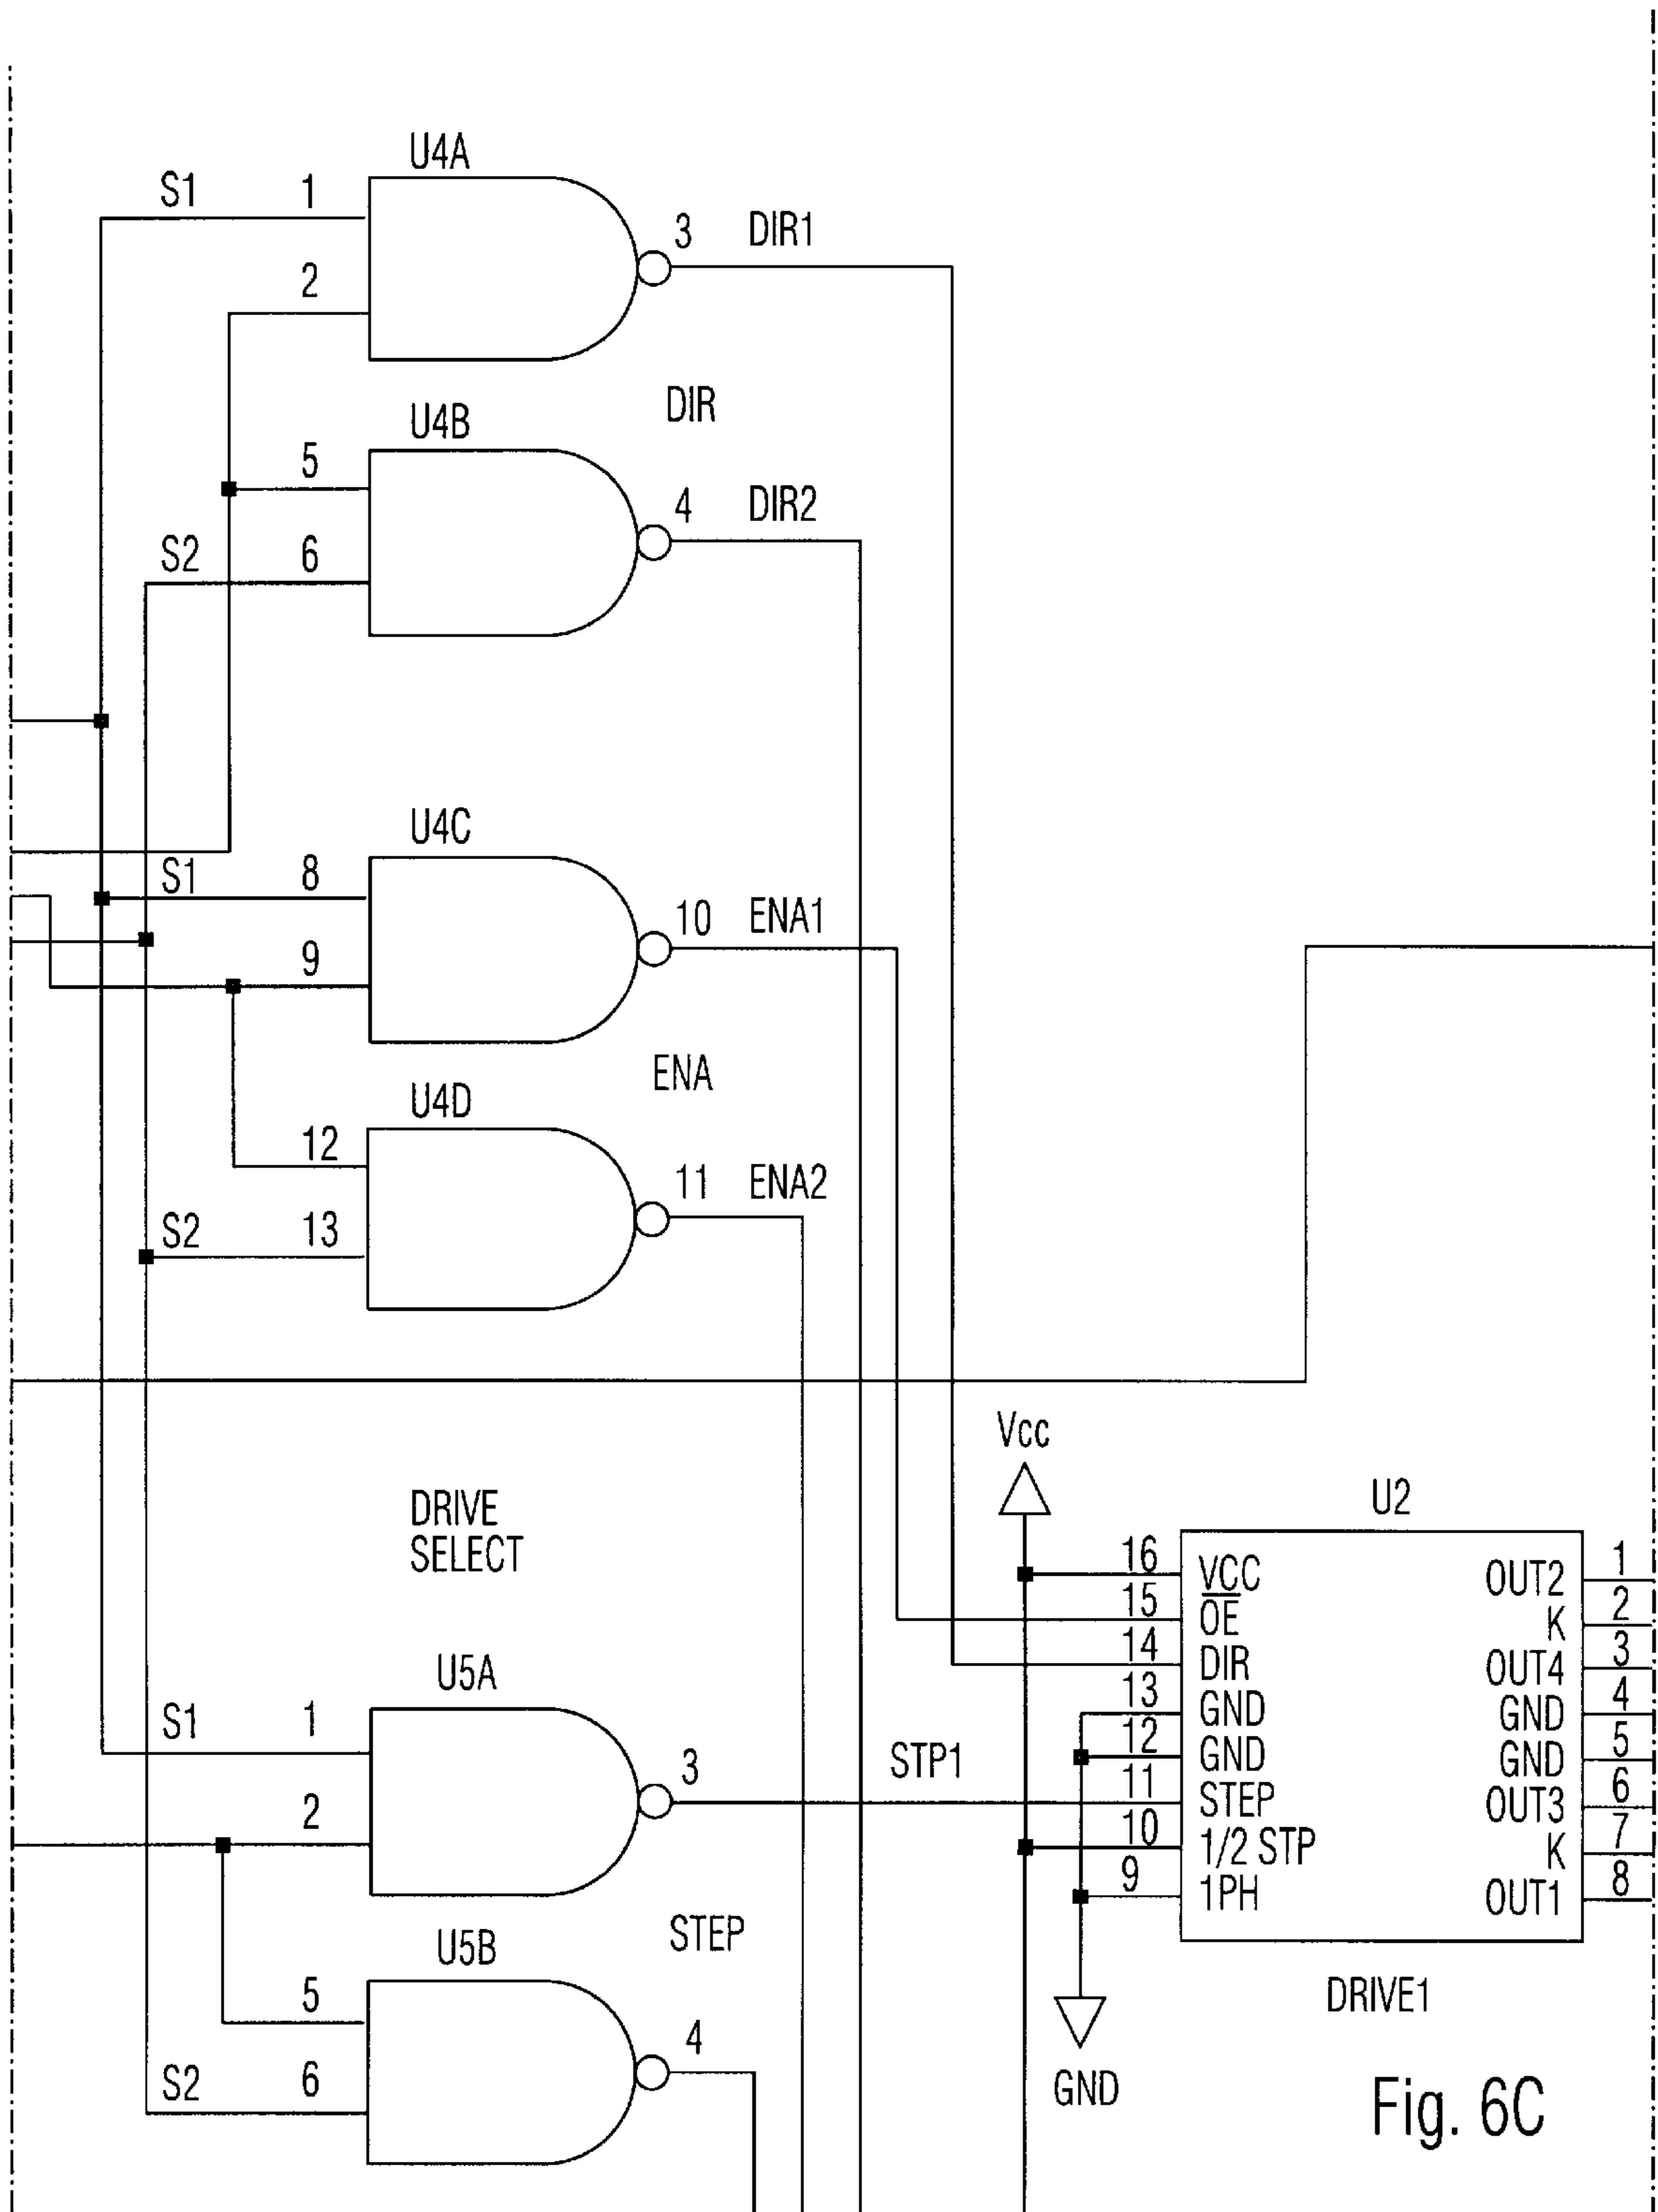 U4A
S1 1
2
3 DIR1
DIR
U4B
5
S2 6
4 DIR2
U4C
S1 8
9
10 ENA1
ENA
U4D
12
S2 13
11 ENA2
DRIVE
SELECT
U5A
S1 1
2
3 STP1
STEP
U5B
5
S2 6
4
Vcc
U2
16 VCC
15 OE
14 DIR
13 GND
12 GND
11 STEP
10 1/2 STP
9 1PH
OUT2 1
K 2
OUT4 3
GND 4
GND 5
OUT3 6
K 7
OUT1 8
DRIVE1
GND
Fig. 6C